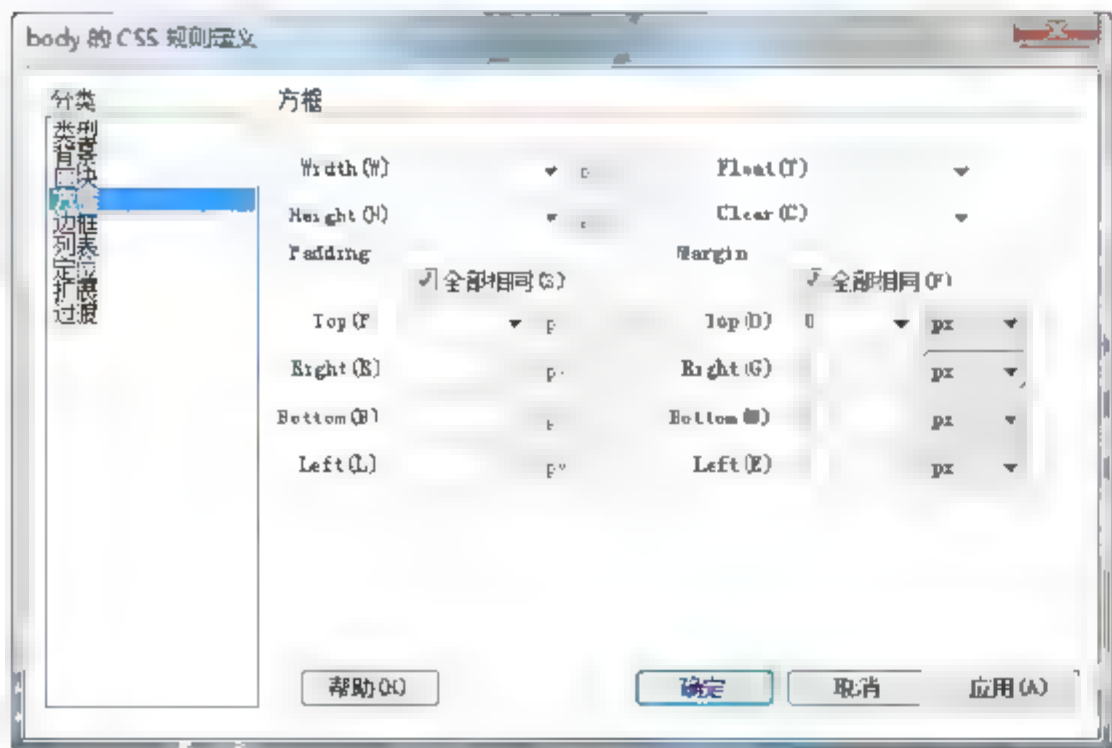 body 的 CSS 规则定义
分类
类型
背景
区块
方框
边框
列表
定位
扩展
过渡
方框
Width(W)
Float(T)
Height(H)
Clear(C)
Padding
Margin
全部相同(S)
全部相同(F)
Top(P
Top(D) 0 px
Right(R)
Right(G) px
Bottom(B)
Bottom(M) px
Left(L)
Left(E) px
帮助(H)
确定
取消
应用(A)